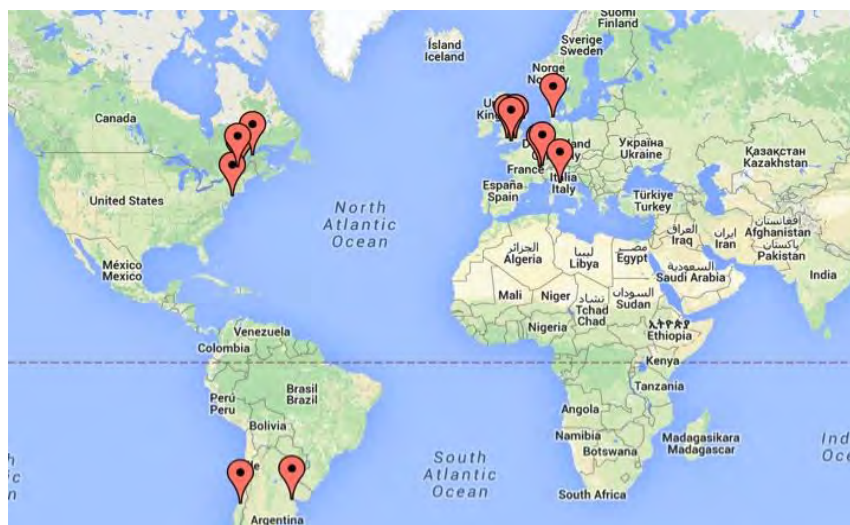 Suomi
Finland
Ísland
Iceland
Sverige
Sweden
Norge
Canada
Україна
Ukraine
Қазақстан
Kazakhstan
France
Italia
Italy
España
Spain
Türkiye
Turkey
United States
North
Atlantic
Ocean
افغانستان
Afghanistan
العراق
Iraq
ایران
Iran
پاکستان
Pakistan
الجزائر
Algeria
ليبيا
Libya
مصر
Egypt
السعودية
Saudi Arabia
India
México
Mexico
Mali
Niger
تشاد
Tchad
Chad
السودان
Sudan
Nigeria
ኢትዮጵያ
Ethiopia
Venezuela
Colombia
Kenya
Tanzania
Perú
Peru
Brasil
Brazil
Bolivia
Angola
Namibia
Botswana
Madagasikara
Madagascar
South
Atlantic
Ocean
South Africa
Argentina